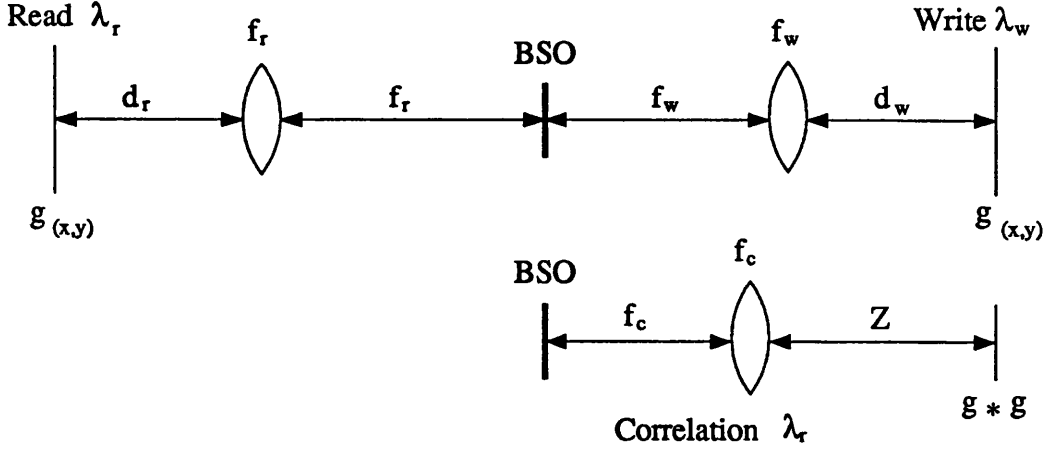 Read λr
fr
BSO
fw
Write λw
dr
fr
fw
dw
g (x,y)
g (x,y)
BSO
fc
fc
Z
g * g
Correlation λr